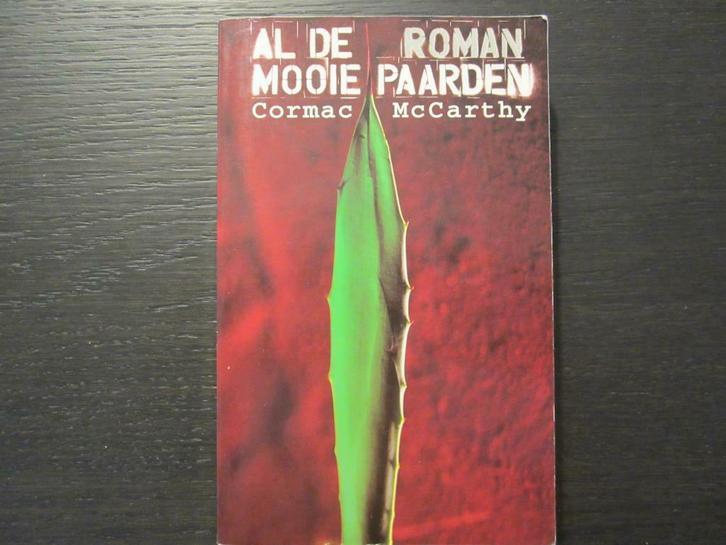 AL DE ROMAN
MOOIE PAARDEN
Cormac McCarthy